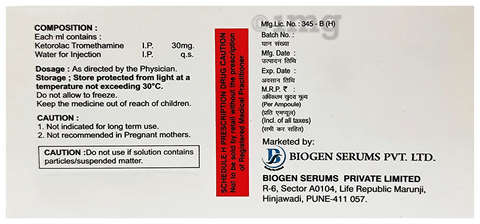 COMPOSITION :
Each ml contains :
Ketorolac Tromethamine I.P. 30mg.
Water for Injection I.P. q.s.
Dosage : As directed by the Physician.
Storage ; Store protected from light at a
temperature not exceeding 30°C.
Do not allow to freeze.
Keep the medicine out of reach of children.
CAUTION :
1. Not indicated for long term use.
2. Not recommended in Pregnant mothers.
CAUTION :Do not use if solution contains
particles/suspended matter.
SCHEDULE H PRESCRIPTION DRUG CAUTION
Not to be sold by retail without the prescription
of Registered Medical Practitioner
Mfg.Lic. No.: 345 - B (H)
Batch No. :
घान संख्या
Mfg. Date :
उत्पादन तिथि
Exp. Date :
अवसान तिथि
M.R.P. ₹ :
अधिकतम खुदरा मूल्य
(Per Ampoule)
(प्रति एम्पूल)
(Incl. of all taxes)
(सभी कर सहित)
Marketed by:
BIOGEN SERUMS PVT. LTD.
BIOGEN SERUMS PRIVATE LIMITED
R-6, Sector A0104, Life Republic Marunji,
Hinjawadi, PUNE-411 057.